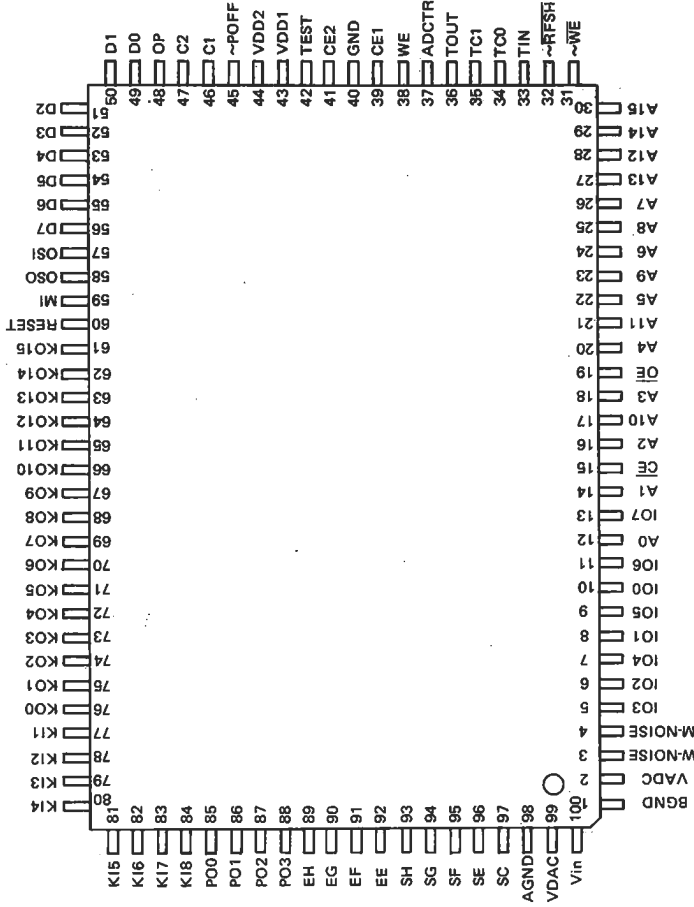 D1 50
D0 49
OP 48
C2 47
C1 46
~POFF 45
VDD2 44
VDD1 43
TEST 42
CE2 41
GND 40
CE1 39
WE 38
ADCTR 37
TOUT 36
TC1 35
TC0 34
TIN 33
~RFSH 32
~WE 31
D2 51
D3 52
D4 53
D5 54
D6 55
D7 56
OSI 57
OSO 58
MI 59
RESET 60
KO15 61
KO14 62
KO13 63
KO12 64
KO11 65
KO10 66
KO9 67
KO8 68
KO7 69
KO6 70
KO5 71
KO4 72
KO3 73
KO2 74
KO1 75
KO0 76
KI1 77
KI2 78
KI3 79
KI4 80
30 A15
29 A14
28 A12
27 A13
26 A7
25 A8
24 A6
23 A9
22 A5
21 A11
20 A4
19 OE
18 A3
17 A10
16 A2
15 CE
14 A1
13 IO7
12 A0
11 IO6
10 IO0
9 IO5
8 IO1
7 IO4
6 IO2
5 IO3
4 M-NOISE
3 W-NOISE
2 VADC
1 BGND
81 KI5
82 KI6
83 KI7
84 KI8
85 PO0
86 PO1
87 PO2
88 PO3
89 EH
90 EG
91 EF
92 EE
93 SH
94 SG
95 SF
96 SE
97 SC
98 AGND
99 VDAC
100 Vin